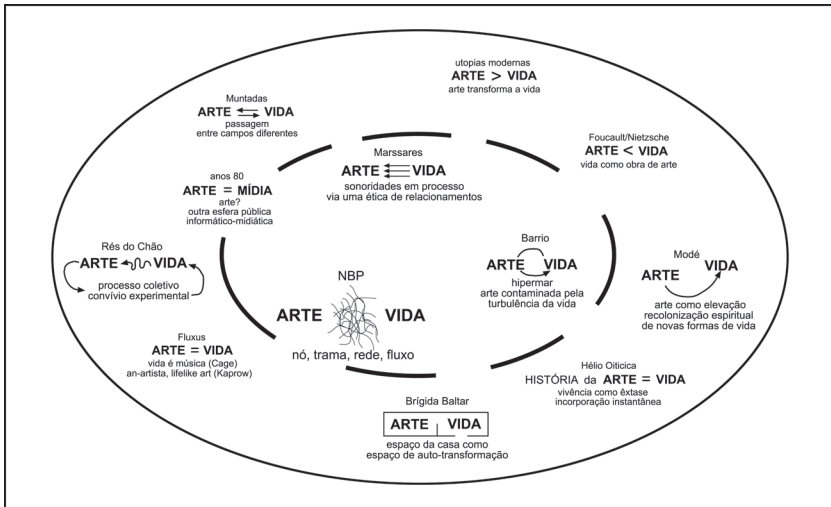 utopias modernas
ARTE > VIDA
arte transforma a vida
Muntadas
ARTE VIDA
passagem
entre campos diferentes
Foucault/Nietzsche
ARTE < VIDA
vida como obra de arte
Marssares
ARTE VIDA
sonoridades em processo
via uma ética de relacionamentos
anos 80
ARTE = MÍDIA
arte?
outra esfera pública
informático-midiática
Rés do Chão
ARTE VIDA
processo coletivo
convívio experimental
Barrio
ARTE VIDA
hipermar
arte contaminada pela
turbulência da vida
Modé
ARTE VIDA
arte como elevação
recolonização espiritual
de novas formas de vida
NBP
ARTE VIDA
nó, trama, rede, fluxo
Fluxus
ARTE = VIDA
vida é música (Cage)
an-artista, lifelike art (Kaprow)
Hélio Oiticica
HISTÓRIA da ARTE = VIDA
vivência como êxtase
incorporação instantânea
Brígida Baltar
ARTE VIDA
espaço da casa como
espaço de auto-transformação